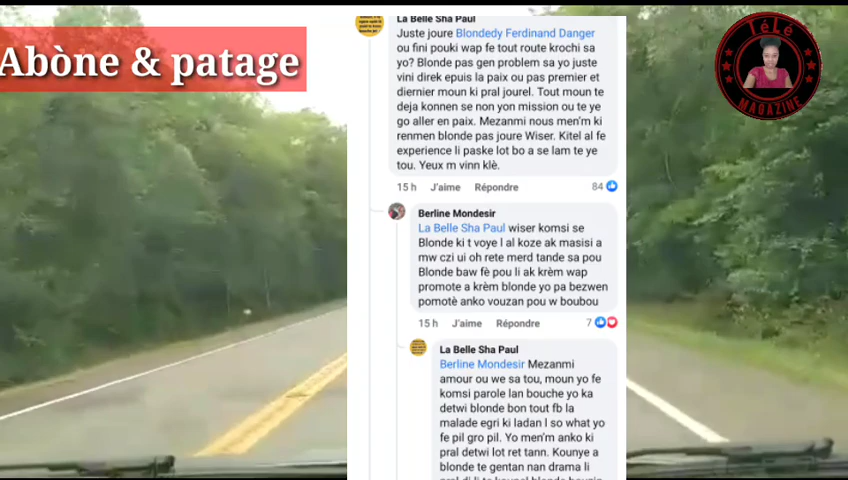 La Belle Sha Paul
Juste joure Blondedy Ferdinand Danger
ou fini pouki wap fe tout route krochi sa
yo? Blonde pas gen problem sa yo juste
vini direk epuis la paix ou pas premier et
diernier moun ki pral jourel. Tout moun te
deja konnen se non yon mission ou te ye
go aller en paix. Mezanmi nous men'm ki
renmen blonde pas joure Wiser. Kitel al fe
experience li paske lot bo a se lam te ye
tou. Yeux m vinn klè.
15 h J'aime Répondre 84
Berline Mondesir
La Belle Sha Paul wiser komsi se
Blonde ki t voye l al koze ak masisi a
mw czi ui oh rete merd tande sa pou
Blonde baw fè pou li ak krèm wap
promote a krèm blonde yo pa bezwen
pomotè anko vouzan pou w boubou
15 h J'aime Répondre 7
La Belle Sha Paul
Berline Mondesir Mezanmi
amour ou we sa tou, moun yo fe
komsi parole lan bouche yo ka
detwi blonde bon tout fb la
malade egri ki ladan l so what yo
fe pil gro pil. Yo men'm anko ki
pral detwi lot ret tann. Kounye a
blonde te gentan nan drama li
Abòne & patage
TéLé
MAGAZINE